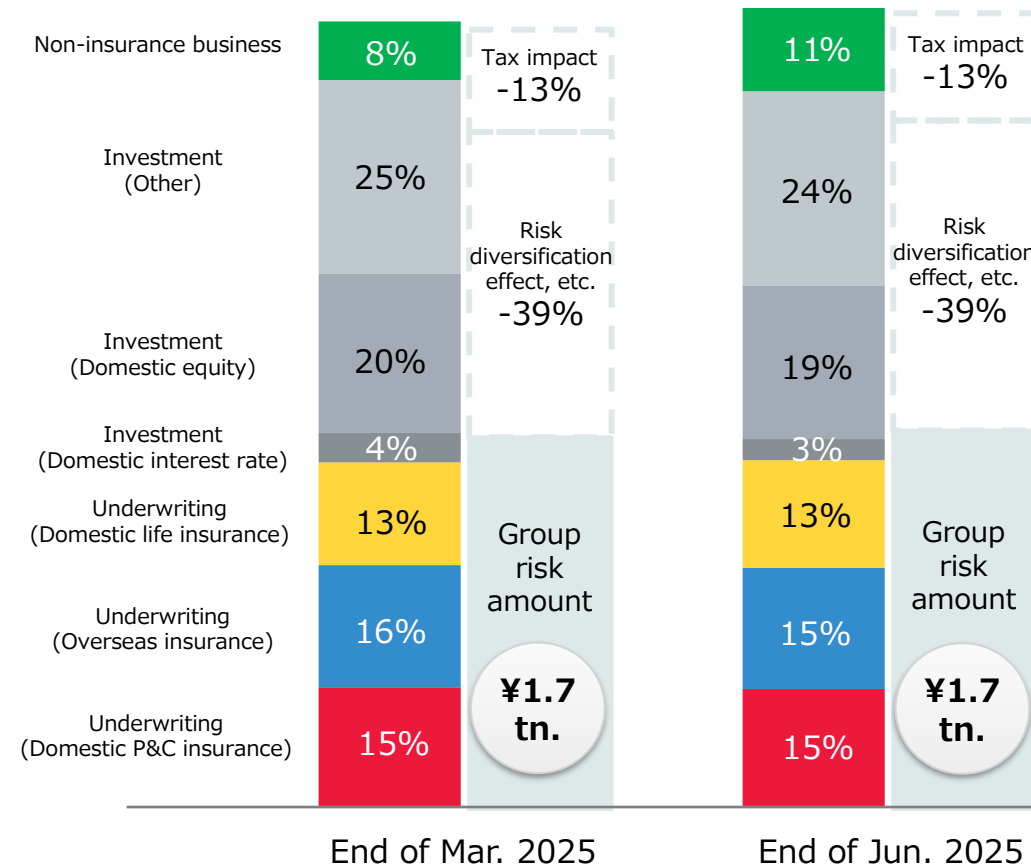 Non-insurance business
8%
Tax impact
-13%
11%
Tax impact
-13%
Investment
(Other)
25%
24%
Risk
diversification
effect, etc.
-39%
Risk
diversification
effect, etc.
-39%
Investment
(Domestic equity)
20%
19%
Investment
(Domestic interest rate)
4%
3%
Underwriting
(Domestic life insurance)
13%
13%
Group
risk
amount
Group
risk
amount
Underwriting
(Overseas insurance)
16%
15%
¥1.7
tn.
¥1.7
tn.
Underwriting
(Domestic P&C insurance)
15%
15%
End of Mar. 2025
End of Jun. 2025